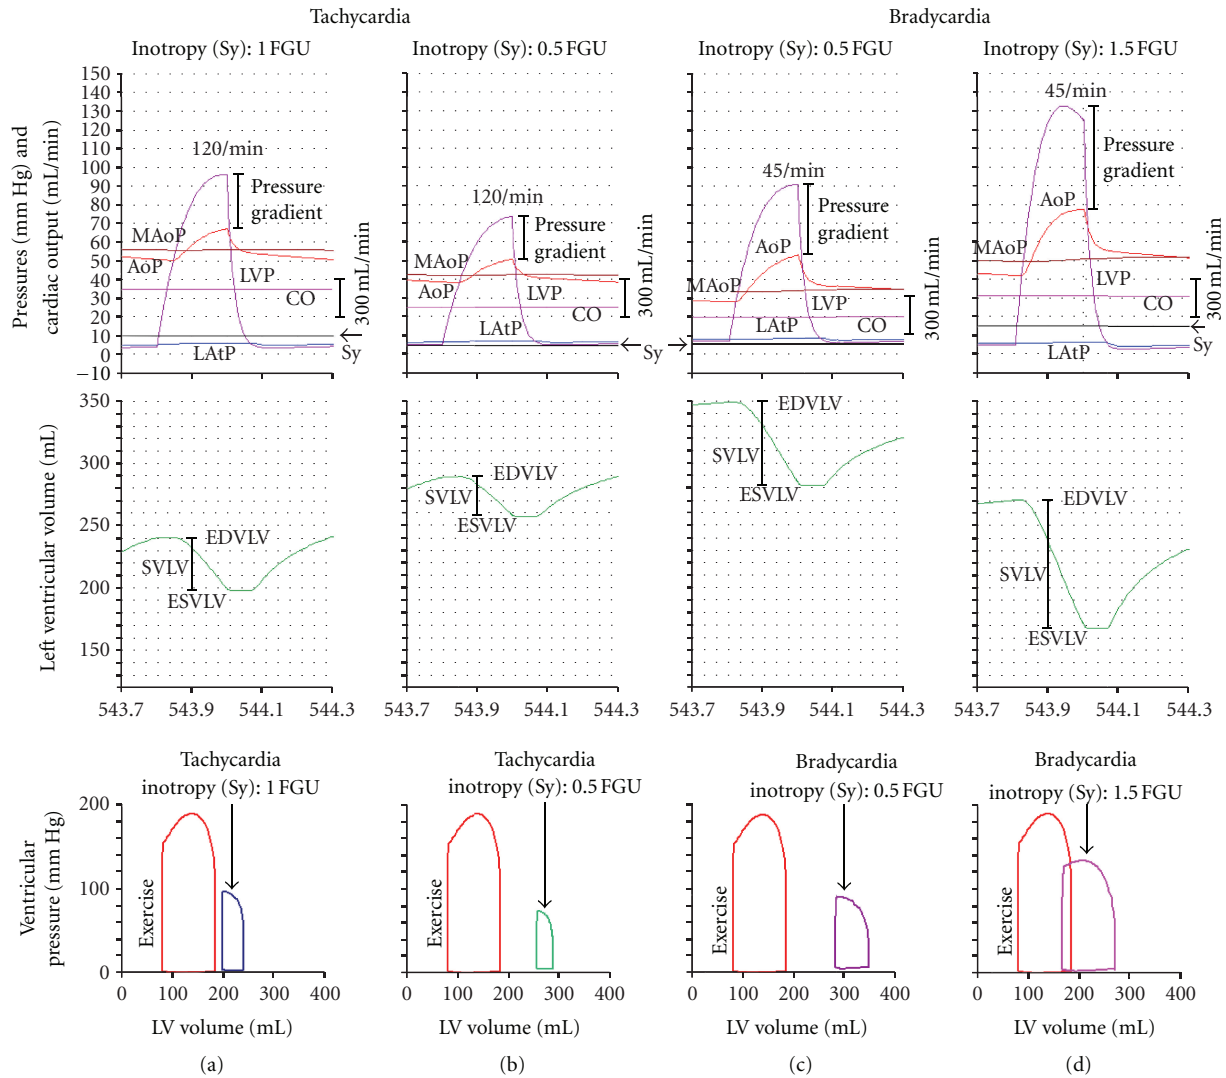 Tachycardia
Bradycardia
Inotropy (Sy): 1 FGU
Inotropy (Sy): 0.5 FGU
Inotropy (Sy): 0.5 FGU
Inotropy (Sy): 1.5 FGU
Pressures (mm Hg) and
cardiac output (mL/min)
150
140
130
120
110
100
90
80
70
60
50
40
30
20
10
0
−10
120/min
Pressure
gradient
MAoP
AoP
LVP
CO
LAtP
Sy
300 mL/min
120/min
Pressure
gradient
MAoP
AoP
LVP
CO
LAtP
Sy
300 mL/min
45/min
Pressure
gradient
AoP
MAoP
LVP
CO
LAtP
300 mL/min
45/min
Pressure
gradient
AoP
MAoP
LVP
CO
LAtP
Sy
300 mL/min
Left ventricular volume (mL)
350
300
250
200
150
EDVLV
SVLV
ESVLV
543.7 543.9 544.1 544.3
EDVLV
SVLV
ESVLV
543.7 543.9 544.1 544.3
EDVLV
SVLV
ESVLV
543.7 543.9 544.1 544.3
EDVLV
SVLV
ESVLV
543.7 543.9 544.1 544.3
Tachycardia
inotropy (Sy): 1 FGU
Tachycardia
inotropy (Sy): 0.5 FGU
Bradycardia
inotropy (Sy): 0.5 FGU
Bradycardia
inotropy (Sy): 1.5 FGU
Ventricular
pressure (mm Hg)
200
100
0
Exercise
0 100 200 300 400
LV volume (mL)
(a)
Exercise
0 100 200 300 400
LV volume (mL)
(b)
Exercise
0 100 200 300 400
LV volume (mL)
(c)
Exercise
0 100 200 300 400
LV volume (mL)
(d)